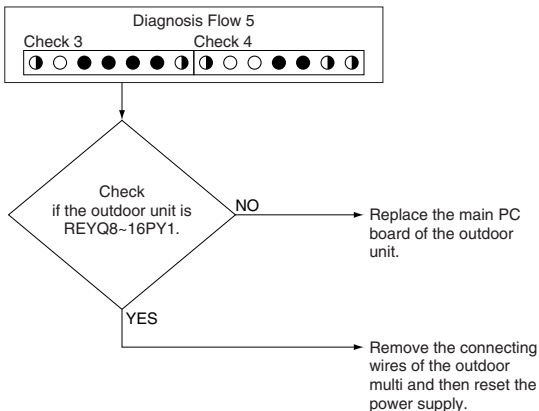 Diagnosis Flow 5
Check 3 Check 4
Check
if the outdoor unit is
REYQ8~16PY1.
NO
Replace the main PC
board of the outdoor
unit.
YES
Remove the connecting
wires of the outdoor
multi and then reset the
power supply.